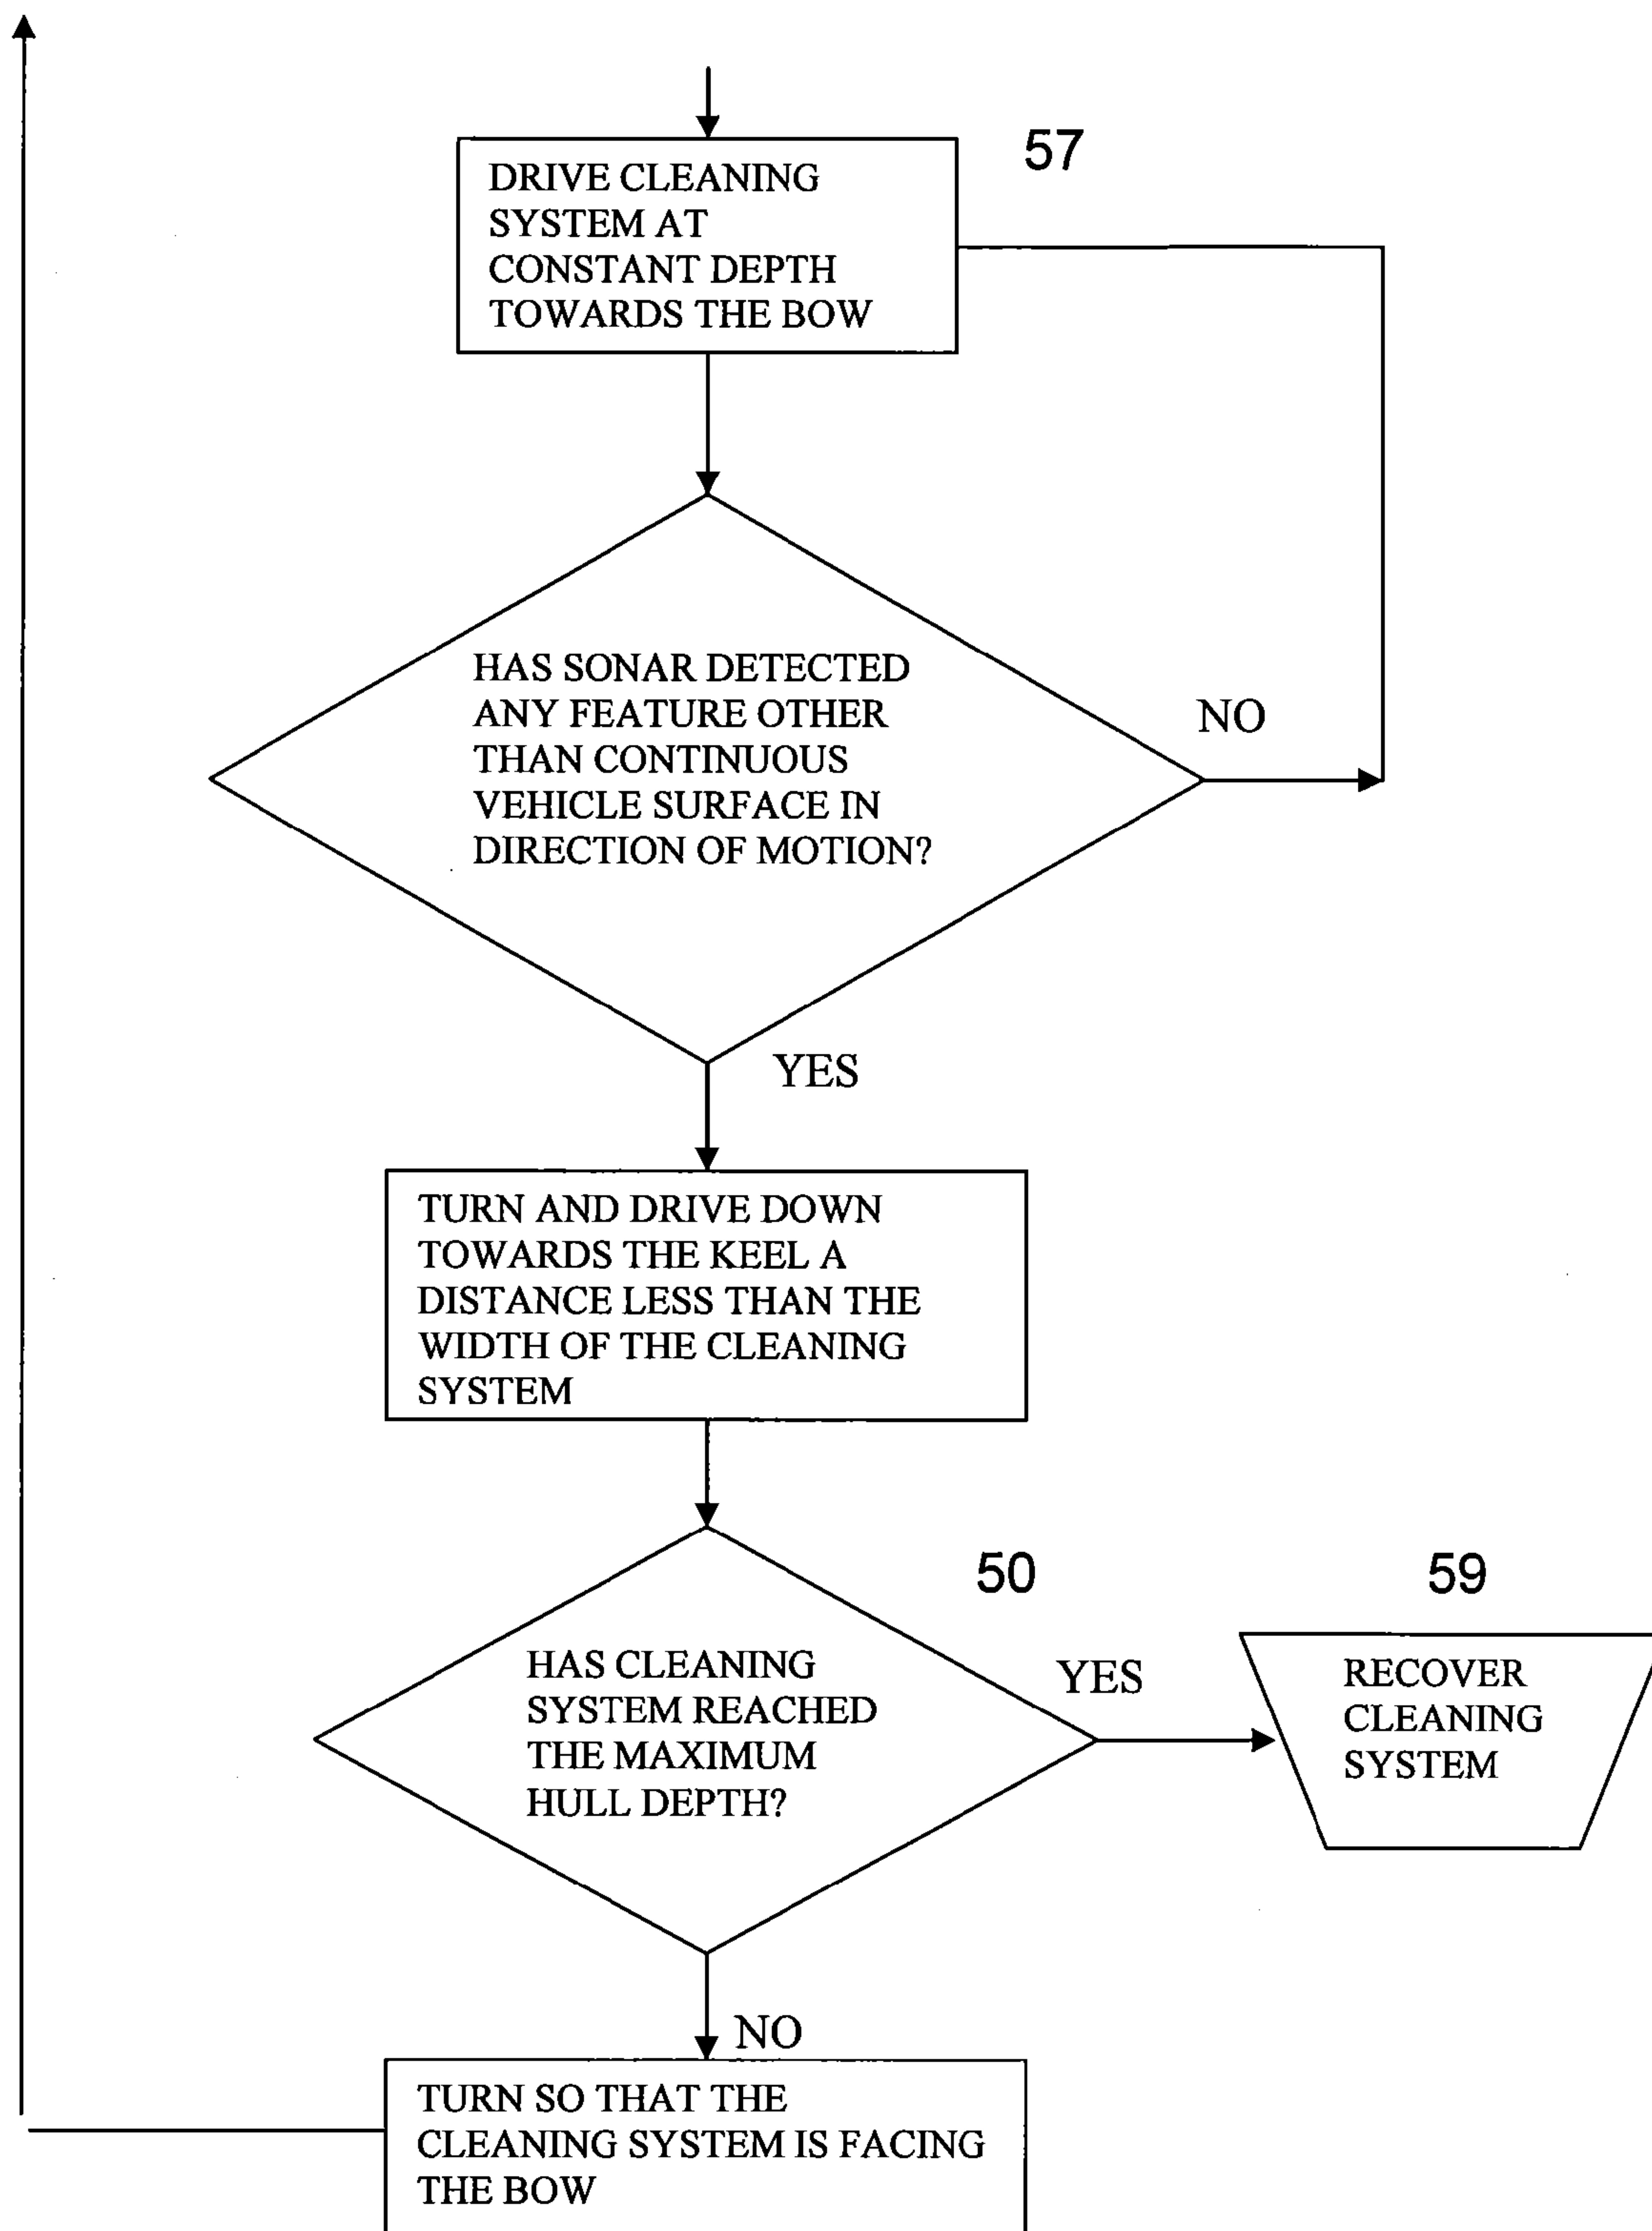 57
DRIVE CLEANING
SYSTEM AT
CONSTANT DEPTH
TOWARDS THE BOW
HAS SONAR DETECTED
ANY FEATURE OTHER
THAN CONTINUOUS
VEHICLE SURFACE IN
DIRECTION OF MOTION?
NO
YES
TURN AND DRIVE DOWN
TOWARDS THE KEEL A
DISTANCE LESS THAN THE
WIDTH OF THE CLEANING
SYSTEM
50
59
HAS CLEANING
SYSTEM REACHED
THE MAXIMUM
HULL DEPTH?
YES
RECOVER
CLEANING
SYSTEM
NO
TURN SO THAT THE
CLEANING SYSTEM IS FACING
THE BOW